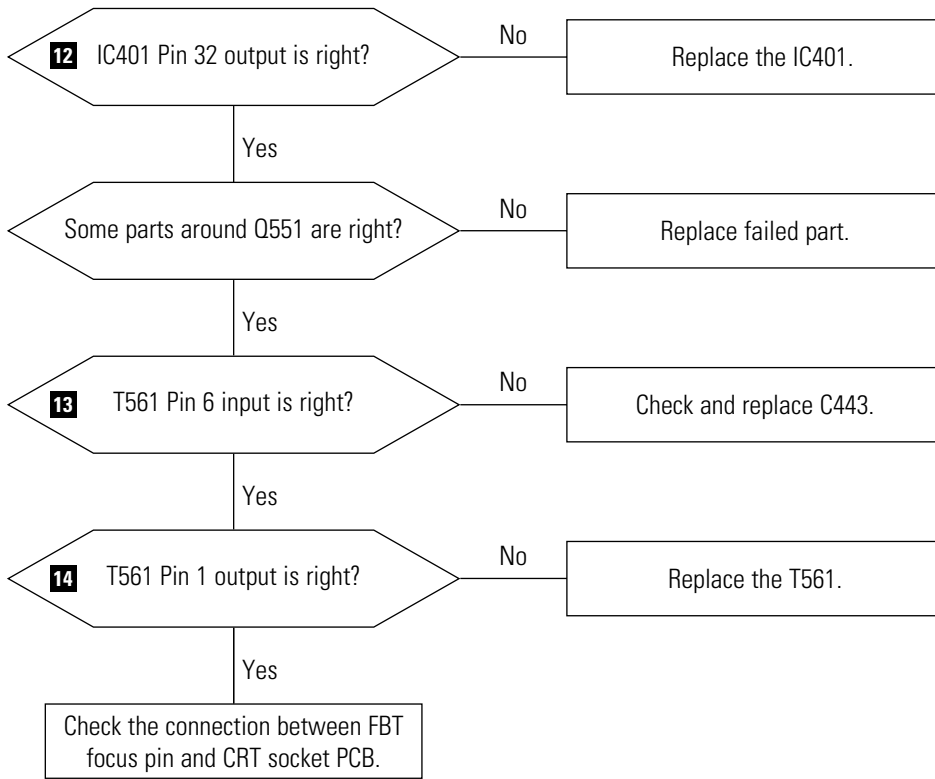 12 IC401 Pin 32 output is right?
No
Replace the IC401.
Yes
Some parts around Q551 are right?
No
Replace failed part.
Yes
13 T561 Pin 6 input is right?
No
Check and replace C443.
Yes
14 T561 Pin 1 output is right?
No
Replace the T561.
Yes
Check the connection between FBT
focus pin and CRT socket PCB.